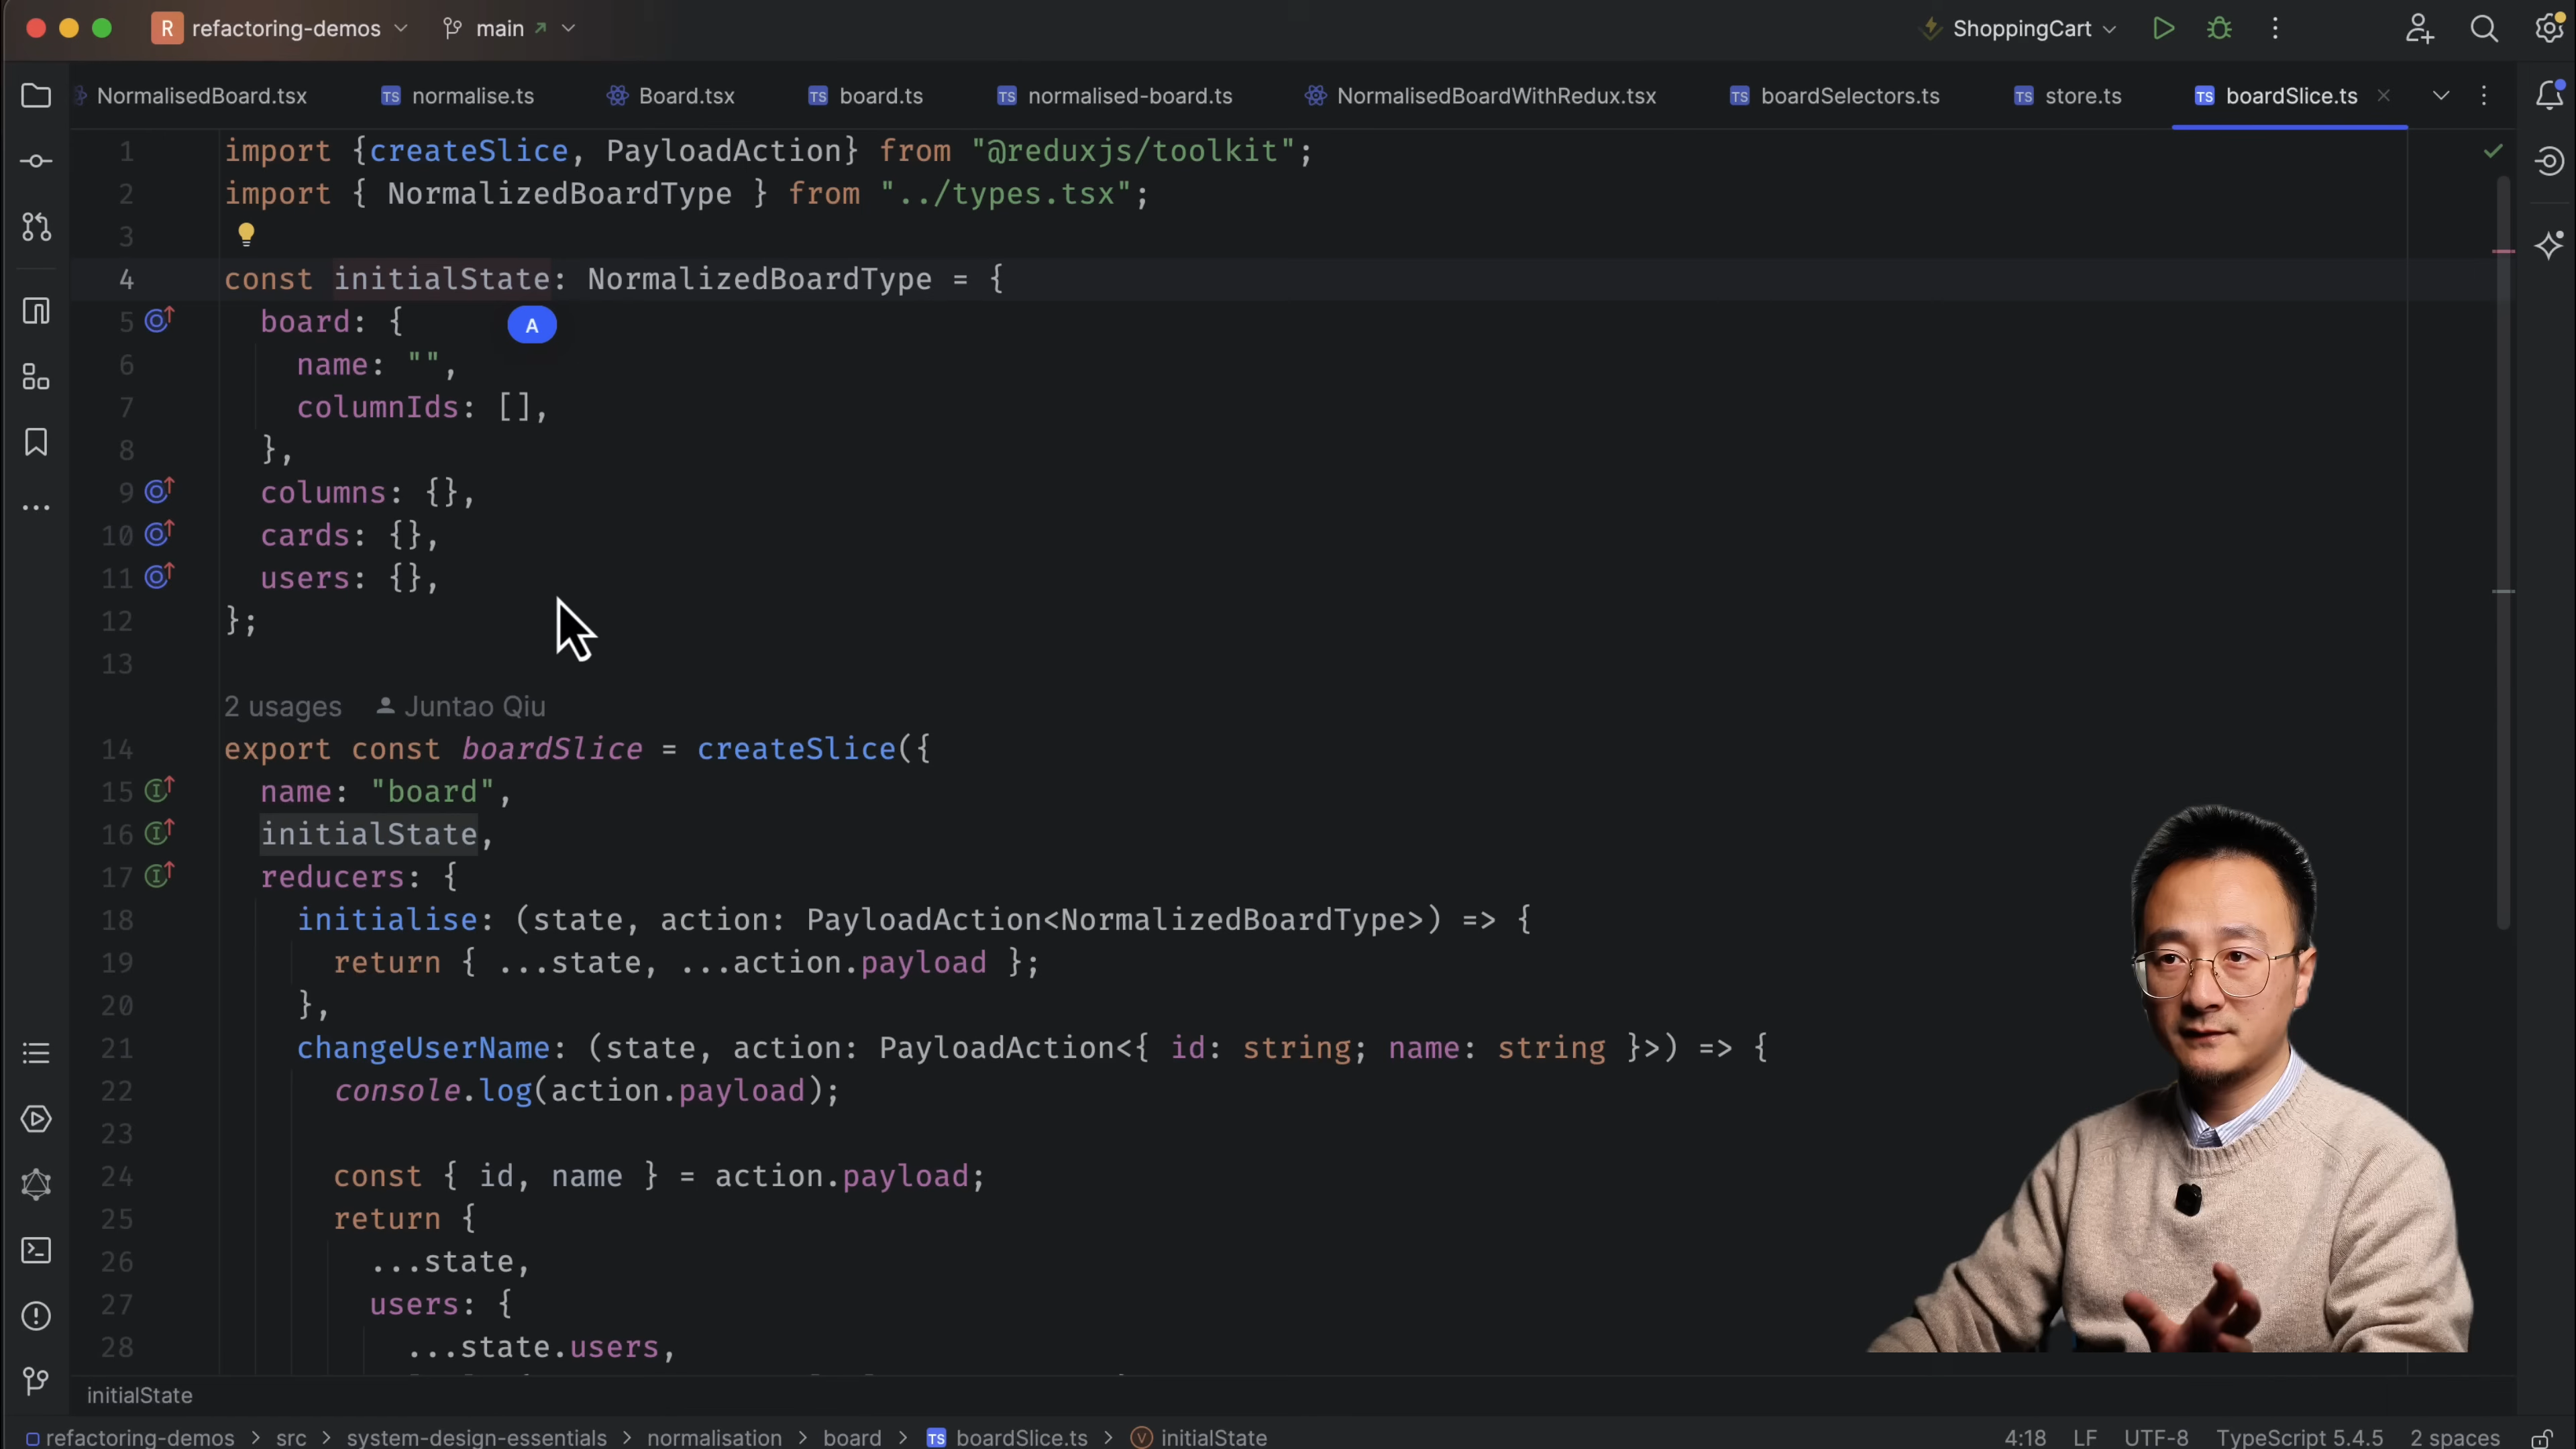 R refactoring-demos main ShoppingCart
NormalisedBoard.tsx TS normalise.ts Board.tsx TS board.ts TS normalised-board.ts NormalisedBoardWithRedux.tsx TS boardSelectors.ts TS store.ts TS boardSlice.ts
1 import {createSlice, PayloadAction} from "@reduxjs/toolkit";
2 import { NormalizedBoardType } from "../types.tsx";
3
4 const initialState: NormalizedBoardType = {
5 board: {
A
6 name: "",
7 columnIds: [],
8 },
9 columns: {},
10 cards: {},
11 users: {},
12 };
13
2 usages Juntao Qiu
14 export const boardSlice = createSlice({
15 name: "board",
16 initialState,
17 reducers: {
18 initialise: (state, action: PayloadAction<NormalizedBoardType>) => {
19 return { ...state, ...action.payload };
20 },
21 changeUserName: (state, action: PayloadAction<{ id: string; name: string }>) => {
22 console.log(action.payload);
23
24 const { id, name } = action.payload;
25 return {
26 ...state,
27 users: {
28 ...state.users,
initialState
refactoring-demos > src > system-design-essentials > normalisation > board > TS boardSlice.ts > V initialState 4:18 LF UTF-8 TypeScript 5.4.5 2 spaces